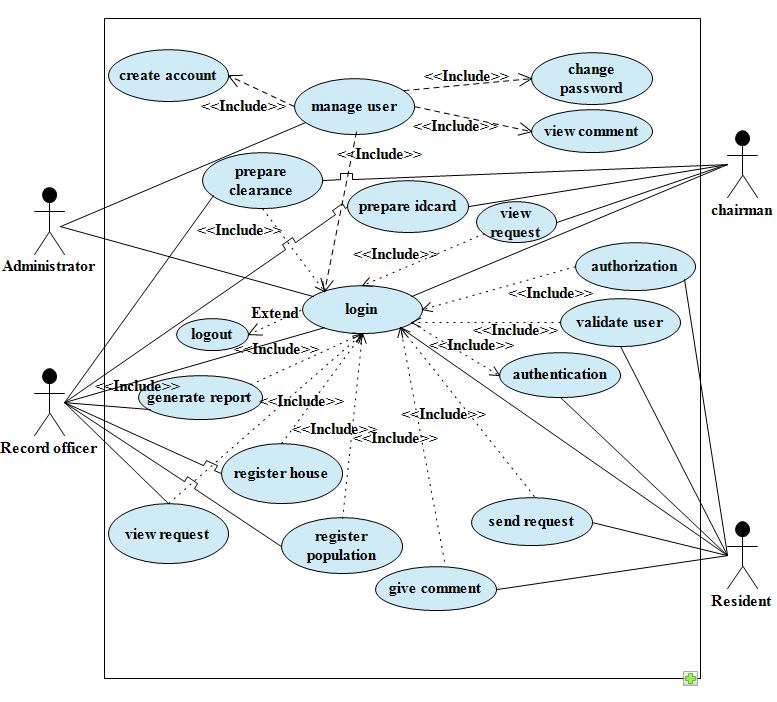 create account
<<Include>>
change
password
<<Include>>
manage user
<<Include>>
view comment
<<Include>>
prepare
clearance
prepare idcard
view
request
chairman
<<Include>>
<<Include>>
Administrator
authorization
<<Include>>
login
Extend
logout
validate user
<<Include>>
<<Include>>
<<Include>>
authentication
<<Include>>
generate report
<<Include>>
<<Include>>
<<Include>>
<<Include>>
Record officer
register house
view request
register
population
send request
give comment
Resident